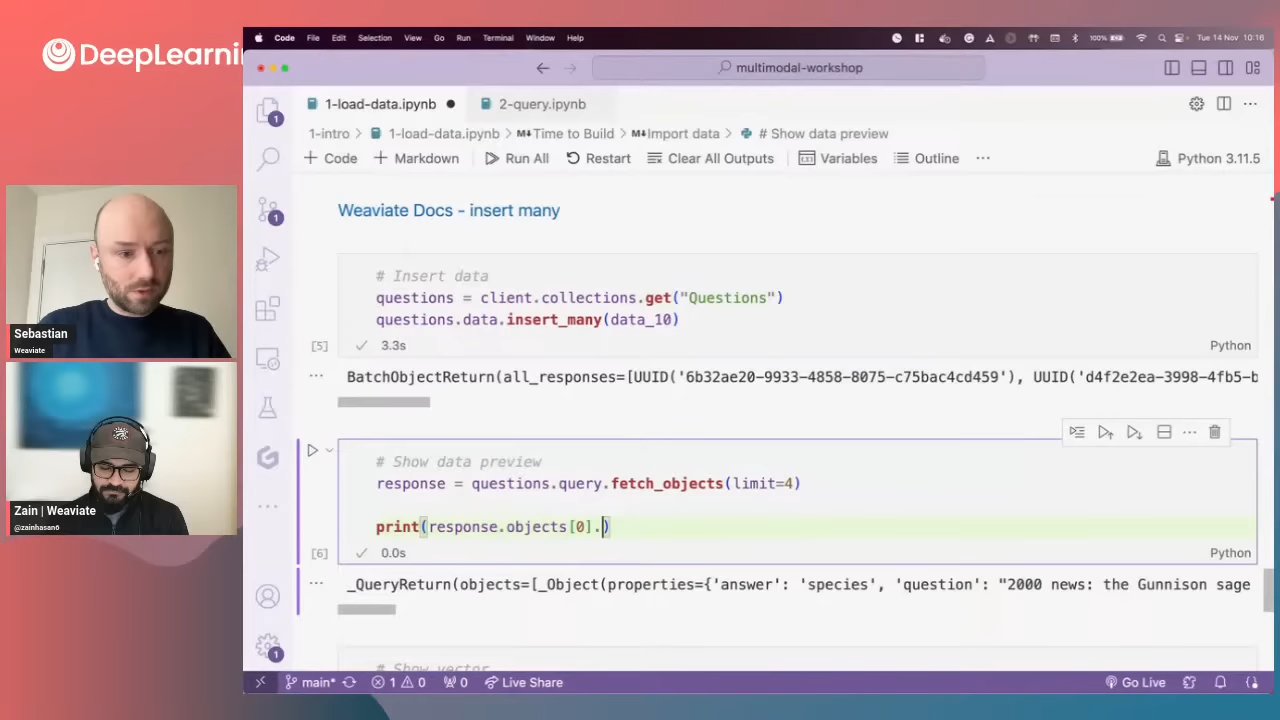 DeepLearni
Code File Edit Selection View Go Run Terminal Window Help
100% Tue 14 Nov 10:16
multimodal-workshop
1-load-data.ipynb
2-query.ipynb
1-intro > 1-load-data.ipynb > M↓Time to Build > M↓Import data > # Show data preview
+ Code + Markdown Run All Restart Clear All Outputs Variables Outline ... Python 3.11.5
Weaviate Docs - insert many
# Insert data
questions = client.collections.get("Questions")
questions.data.insert_many(data_10)
[5] ✓ 3.3s Python
... BatchObjectReturn(all_responses=[UUID('6b32ae20-9933-4858-8075-c75bac4cd459'), UUID('d4f2e2ea-3998-4fb5-b
# Show data preview
response = questions.query.fetch_objects(limit=4)
print(response.objects[0].)
[6] ✓ 0.0s Python
... _QueryReturn(objects=[_Object(properties={'answer': 'species', 'question': "2000 news: the Gunnison sage
# Show vector
main* 1 0 0 Live Share Go Live
1
1
1
1
Sebastian
Weaviate
Zain | Weaviate
@zainhasan6